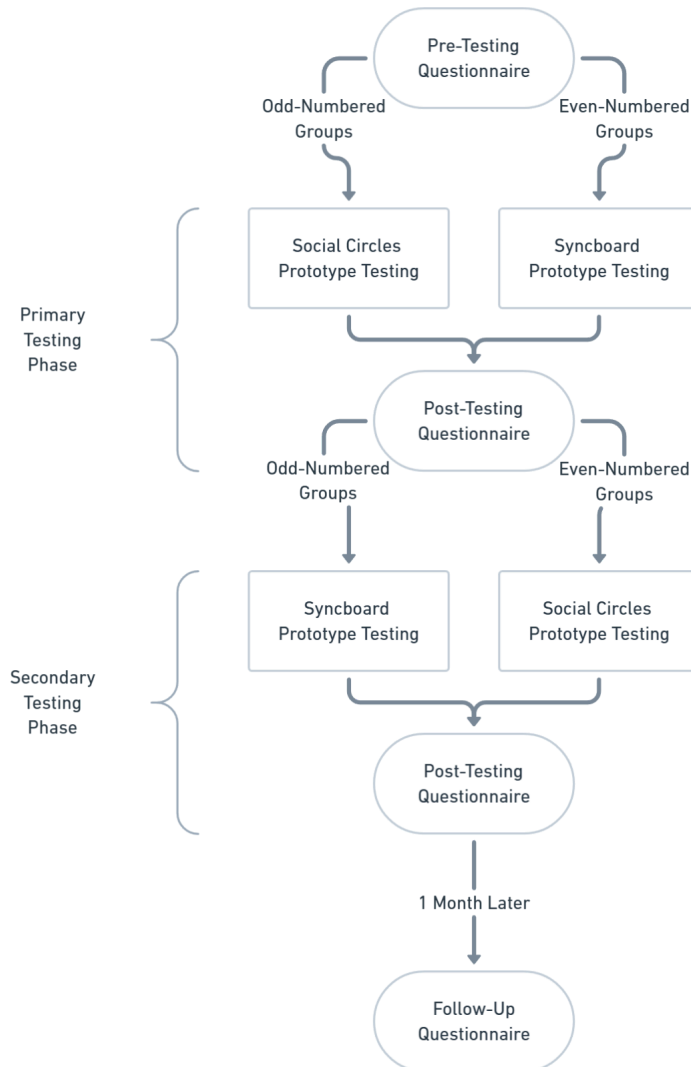 Pre-Testing
Questionnaire
Odd-Numbered
Groups
Even-Numbered
Groups
Social Circles
Prototype Testing
Syncboard
Prototype Testing
Primary
Testing
Phase
Post-Testing
Questionnaire
Odd-Numbered
Groups
Even-Numbered
Groups
Syncboard
Prototype Testing
Social Circles
Prototype Testing
Secondary
Testing
Phase
Post-Testing
Questionnaire
1 Month Later
Follow-Up
Questionnaire